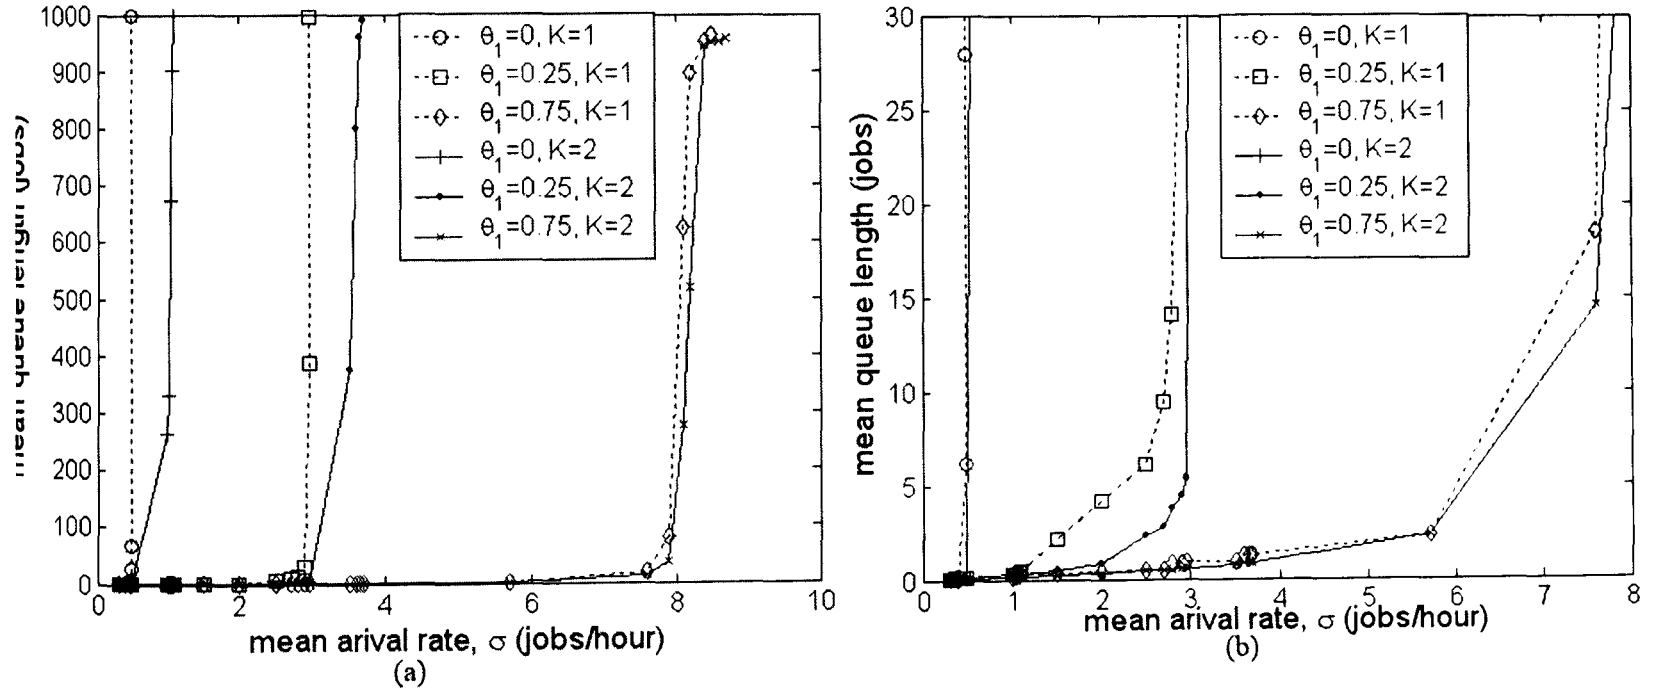 1000
900
800
700
600
500
400
300
200
100
0
0 2 4 6 8 10
mean queue length (jobs)
mean arival rate, σ (jobs/hour)
(a)
θ1=0, K=1
θ1=0.25, K=1
θ1=0.75, K=1
θ1=0, K=2
θ1=0.25, K=2
θ1=0.75, K=2
30
25
20
15
10
5
0
0 1 2 3 4 5 6 7 8
mean queue length (jobs)
mean arival rate, σ (jobs/hour)
(b)
θ1=0, K=1
θ1=0.25, K=1
θ1=0.75, K=1
θ1=0, K=2
θ1=0.25, K=2
θ1=0.75, K=2